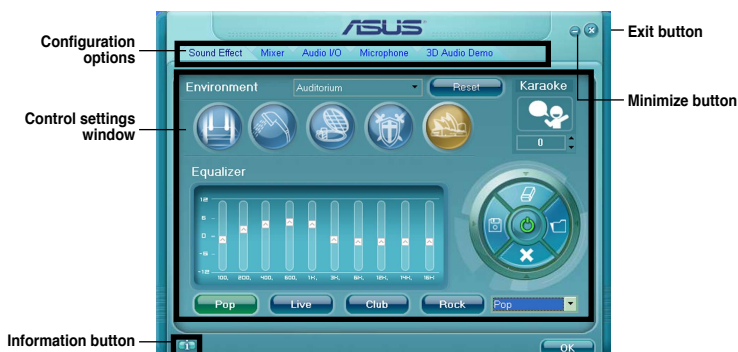 ASUS
Exit button
Configuration options
Sound Effect Mixer Audio I/O Microphone 3D Audio Demo
Environment Auditorium Reset Karaoke
Minimize button
Control settings window
0
Equalizer
12
6
0
-6
-12
100. 200. 400. 600. 1K. 3K. 6K. 12K. 14K. 16K
Pop Live Club Rock Pop
Information button
i
OK